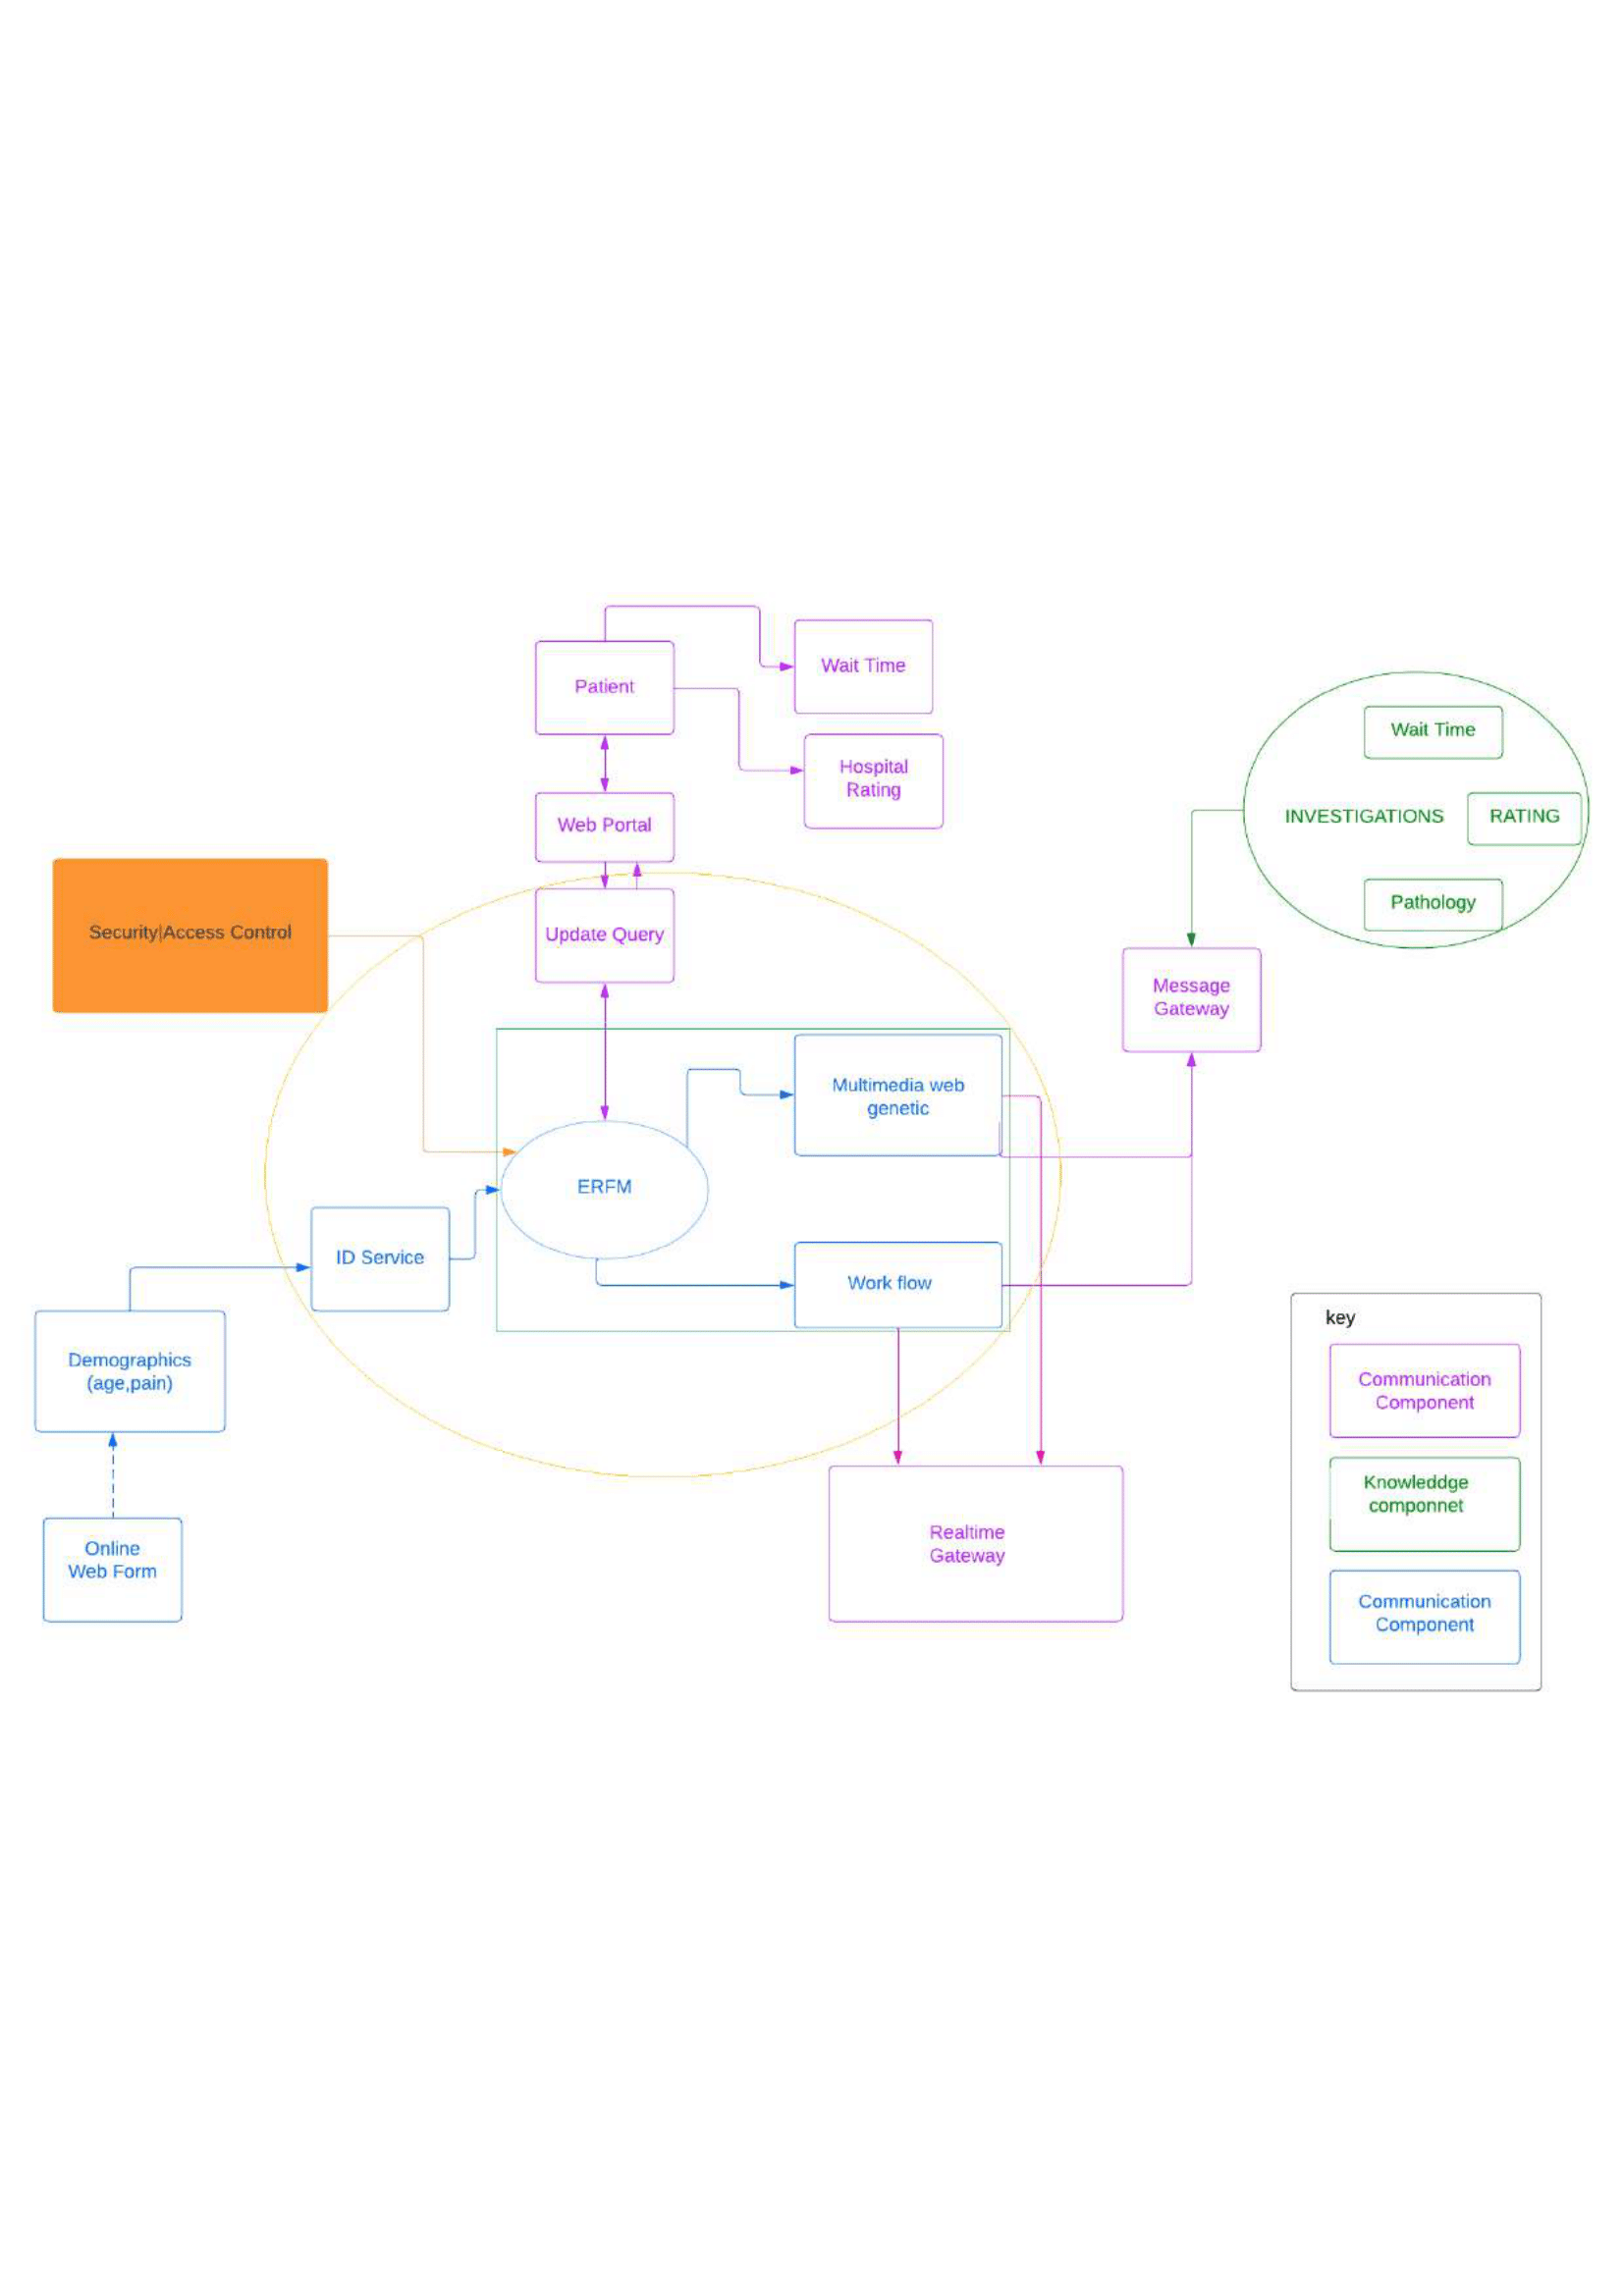 Wait Time
Patient
Hospital
Rating
Web Portal
Wait Time
INVESTIGATIONS
RATING
Pathology
Security|Access Control
Update Query
Message
Gateway
Multimedia web
genetic
ERFM
ID Service
Work flow
Demographics
(age,pain)
Online
Web Form
Realtime
Gateway
key
Communication
Component
Knowleddge
componnet
Communication
Component